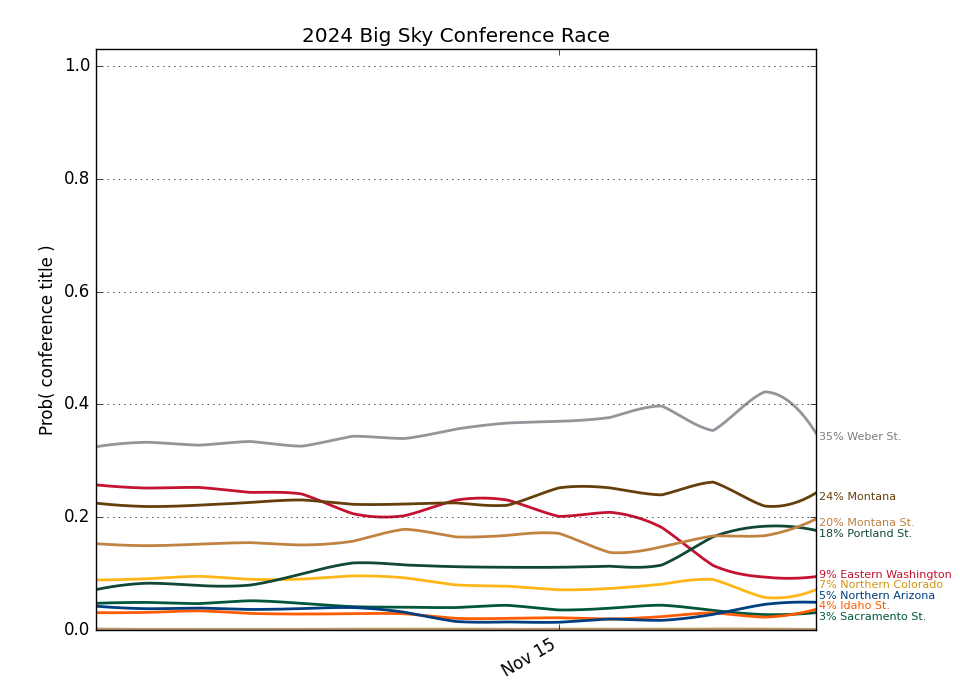 2024 Big Sky Conference Race
Prob( conference title )
1.0
0.8
0.6
0.4
0.2
0.0
Nov 15
35% Weber St.
24% Montana
20% Montana St.
18% Portland St.
9% Eastern Washington
7% Northern Colorado
5% Northern Arizona
4% Idaho St.
3% Sacramento St.